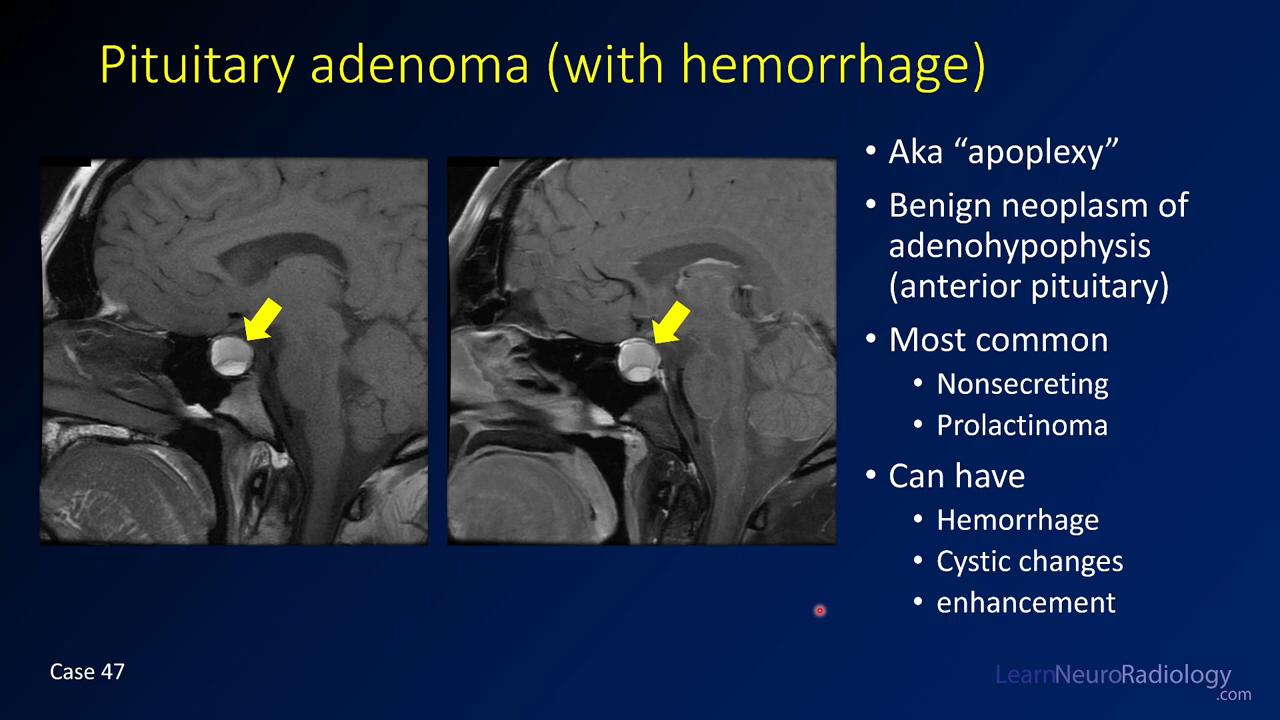 Pituitary adenoma (with hemorrhage)
• Aka “apoplexy”
• Benign neoplasm of
adenohypophysis
(anterior pituitary)
• Most common
• Nonsecreting
• Prolactinoma
• Can have
• Hemorrhage
• Cystic changes
• enhancement
Case 47
LearnNeuroRadiology
.com